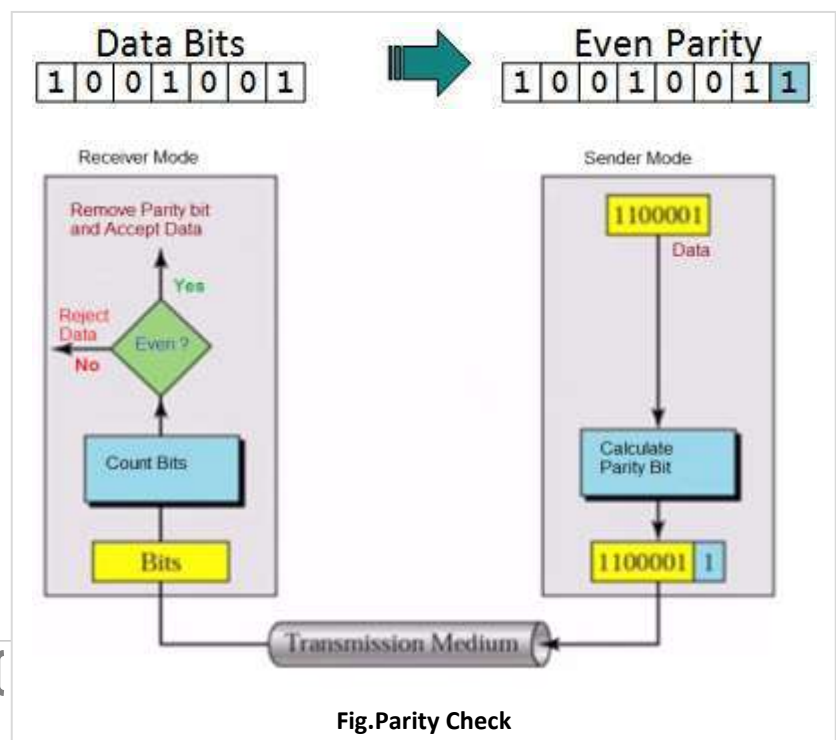 Data Bits
Even Parity
1 0 0 1 0 0 1
1 0 0 1 0 0 1 1
Receiver Mode
Sender Mode
Remove Parity bit
and Accept Data
Yes
Reject
Data
No
Even ?
Count Bits
Bits
1100001
Data
Calculate
Parity Bit
1100001 1
Transmission Medium
Fig.Parity Check